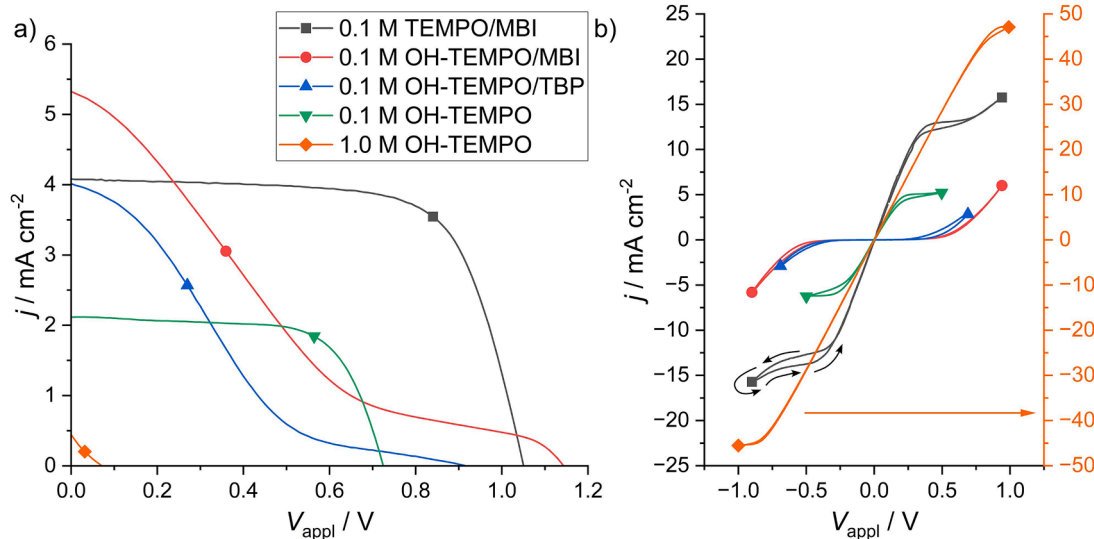 a)
0.1 M TEMPO/MBI
0.1 M OH-TEMPO/MBI
0.1 M OH-TEMPO/TBP
0.1 M OH-TEMPO
1.0 M OH-TEMPO
6
5
4
3
2
1
0
j / mA cm⁻²
0.0 0.2 0.4 0.6 0.8 1.0 1.2
V_appl / V
b)
25
20
15
10
5
0
−5
−10
−15
−20
−25
j / mA cm⁻²
50
40
30
20
10
0
−10
−20
−30
−40
−50
−1.0 −0.5 0.0 0.5 1.0
V_appl / V